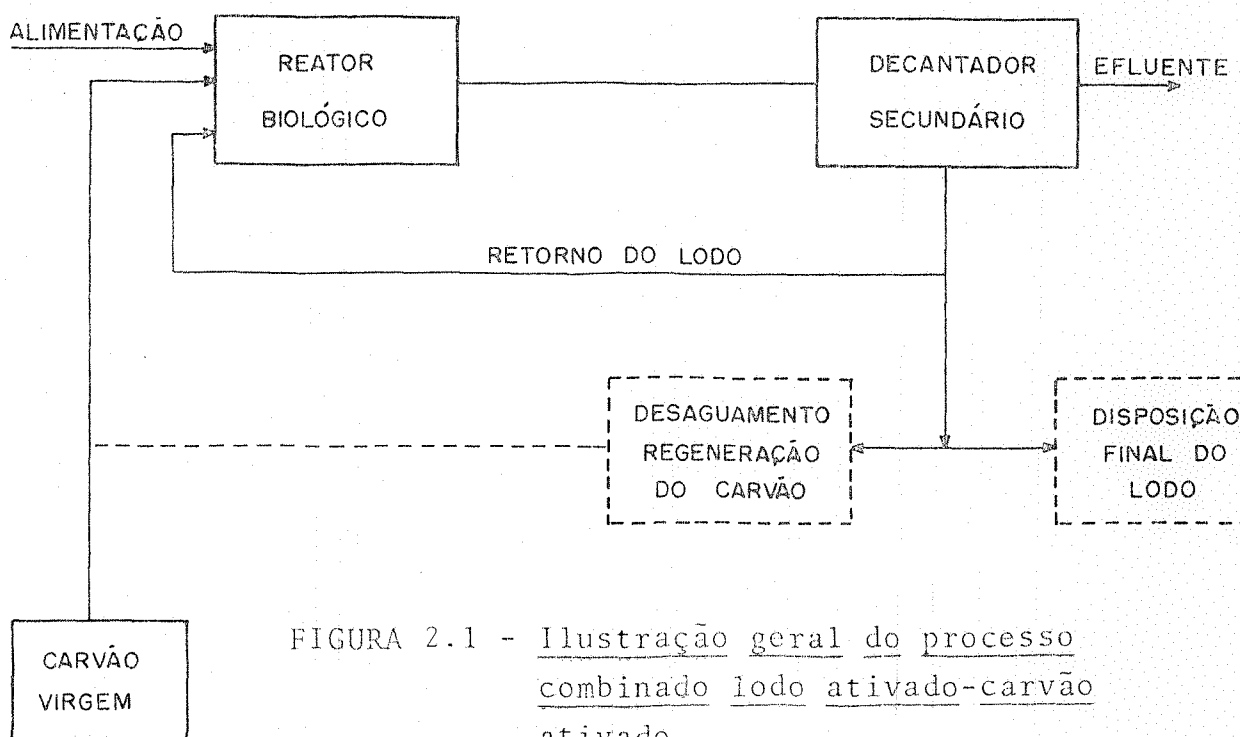 ALIMENTAÇÃO
REATOR
BIOLÓGICO
DECANTADOR
SECUNDÁRIO
EFLUENTE
RETORNO DO LODO
DESAGUAMENTO
REGENERAÇÃO
DO CARVÃO
DISPOSIÇÃO
FINAL DO
LODO
CARVÃO
VIRGEM
FIGURA 2.1 - Ilustração geral do processo
combinado lodo ativado-carvão
ativado